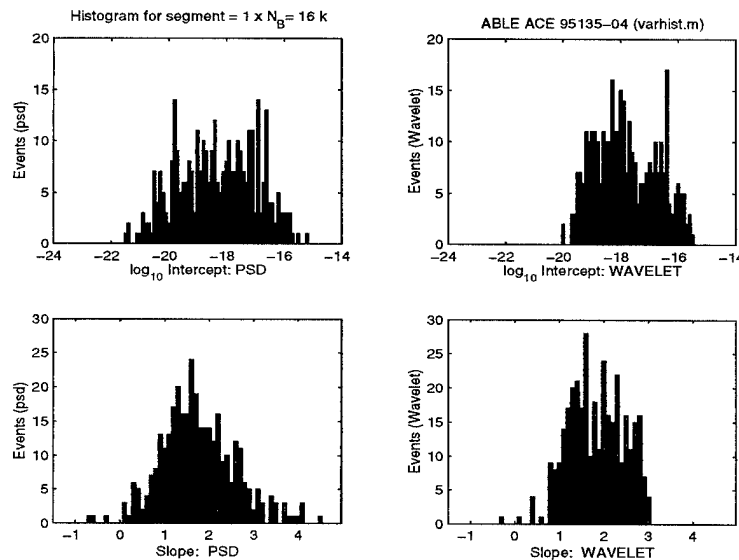 Histogram for segment = 1 x N_B= 16 k
ABLE ACE 95135-04 (varhist.m)
Events (psd)
20
15
10
5
0
-24 -22 -20 -18 -16 -14
log10 Intercept: PSD
Events (Wavelet)
20
15
10
5
0
-24 -22 -20 -18 -16 -14
log10 Intercept: WAVELET
Events (psd)
30
25
20
15
10
5
0
-1 0 1 2 3 4
Slope: PSD
Events (Wavelet)
30
25
20
15
10
5
0
-1 0 1 2 3 4
Slope: WAVELET